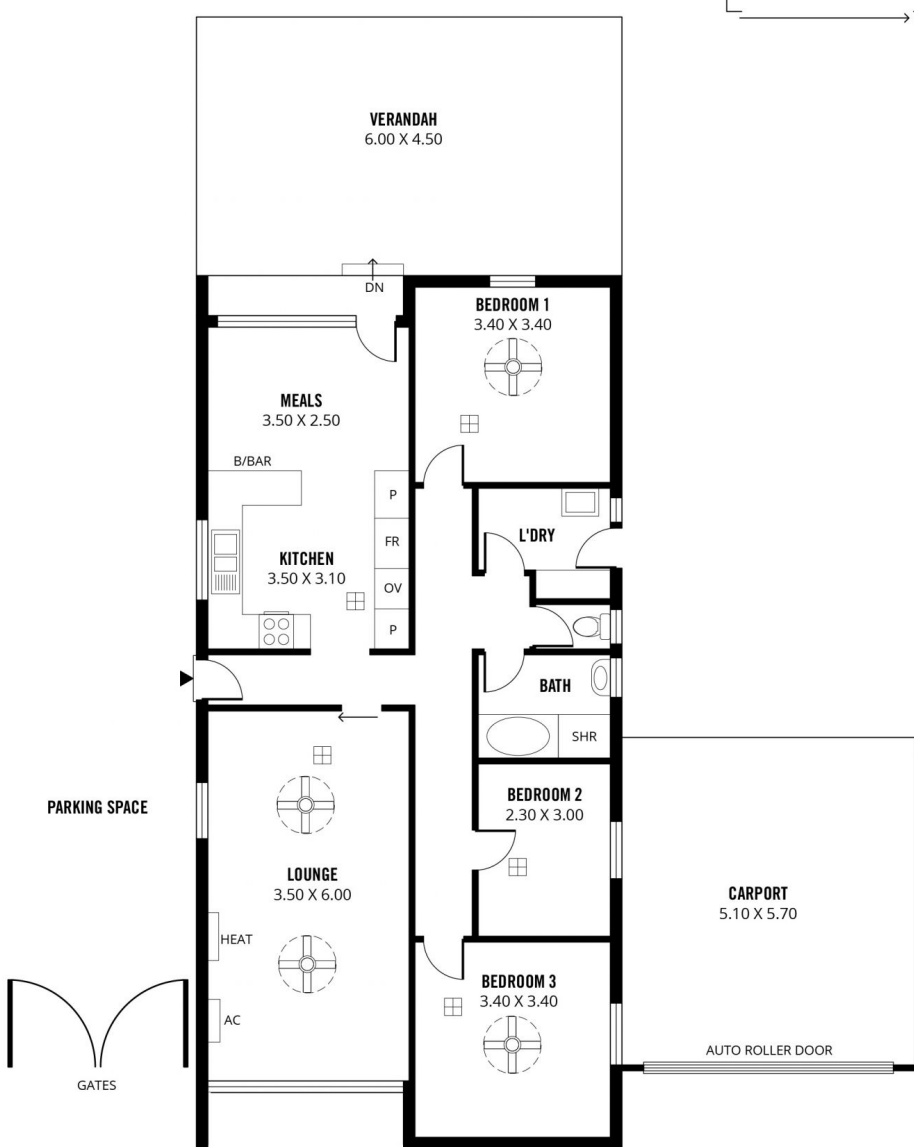 VERANDAH
6.00 X 4.50
DN
BEDROOM 1
3.40 X 3.40
MEALS
3.50 X 2.50
B/BAR
P
FR
OV
P
KITCHEN
3.50 X 3.10
L'DRY
BATH
SHR
BEDROOM 2
2.30 X 3.00
PARKING SPACE
LOUNGE
3.50 X 6.00
HEAT
AC
CARPORT
5.10 X 5.70
BEDROOM 3
3.40 X 3.40
AUTO ROLLER DOOR
GATES